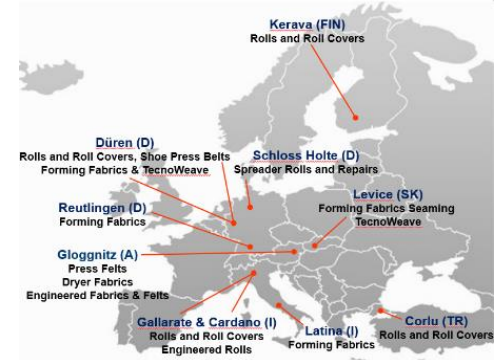 Kerava (FIN)
Rolls and Roll Covers
Düren (D)
Rolls and Roll Covers, Shoe Press Belts
Forming Fabrics & TecnoWeave
Schloss Holte (D)
Spreader Rolls and Repairs
Levice (SK)
Forming Fabrics Seaming
TecnoWeave
Reutlingen (D)
Forming Fabrics
Gloggnitz (A)
Press Felts
Dryer Fabrics
Engineered Fabrics & Felts
Gallarate & Cardano (I)
Rolls and Roll Covers
Engineered Rolls
Latina (I)
Forming Fabrics
Corlu (TR)
Rolls and Roll Covers